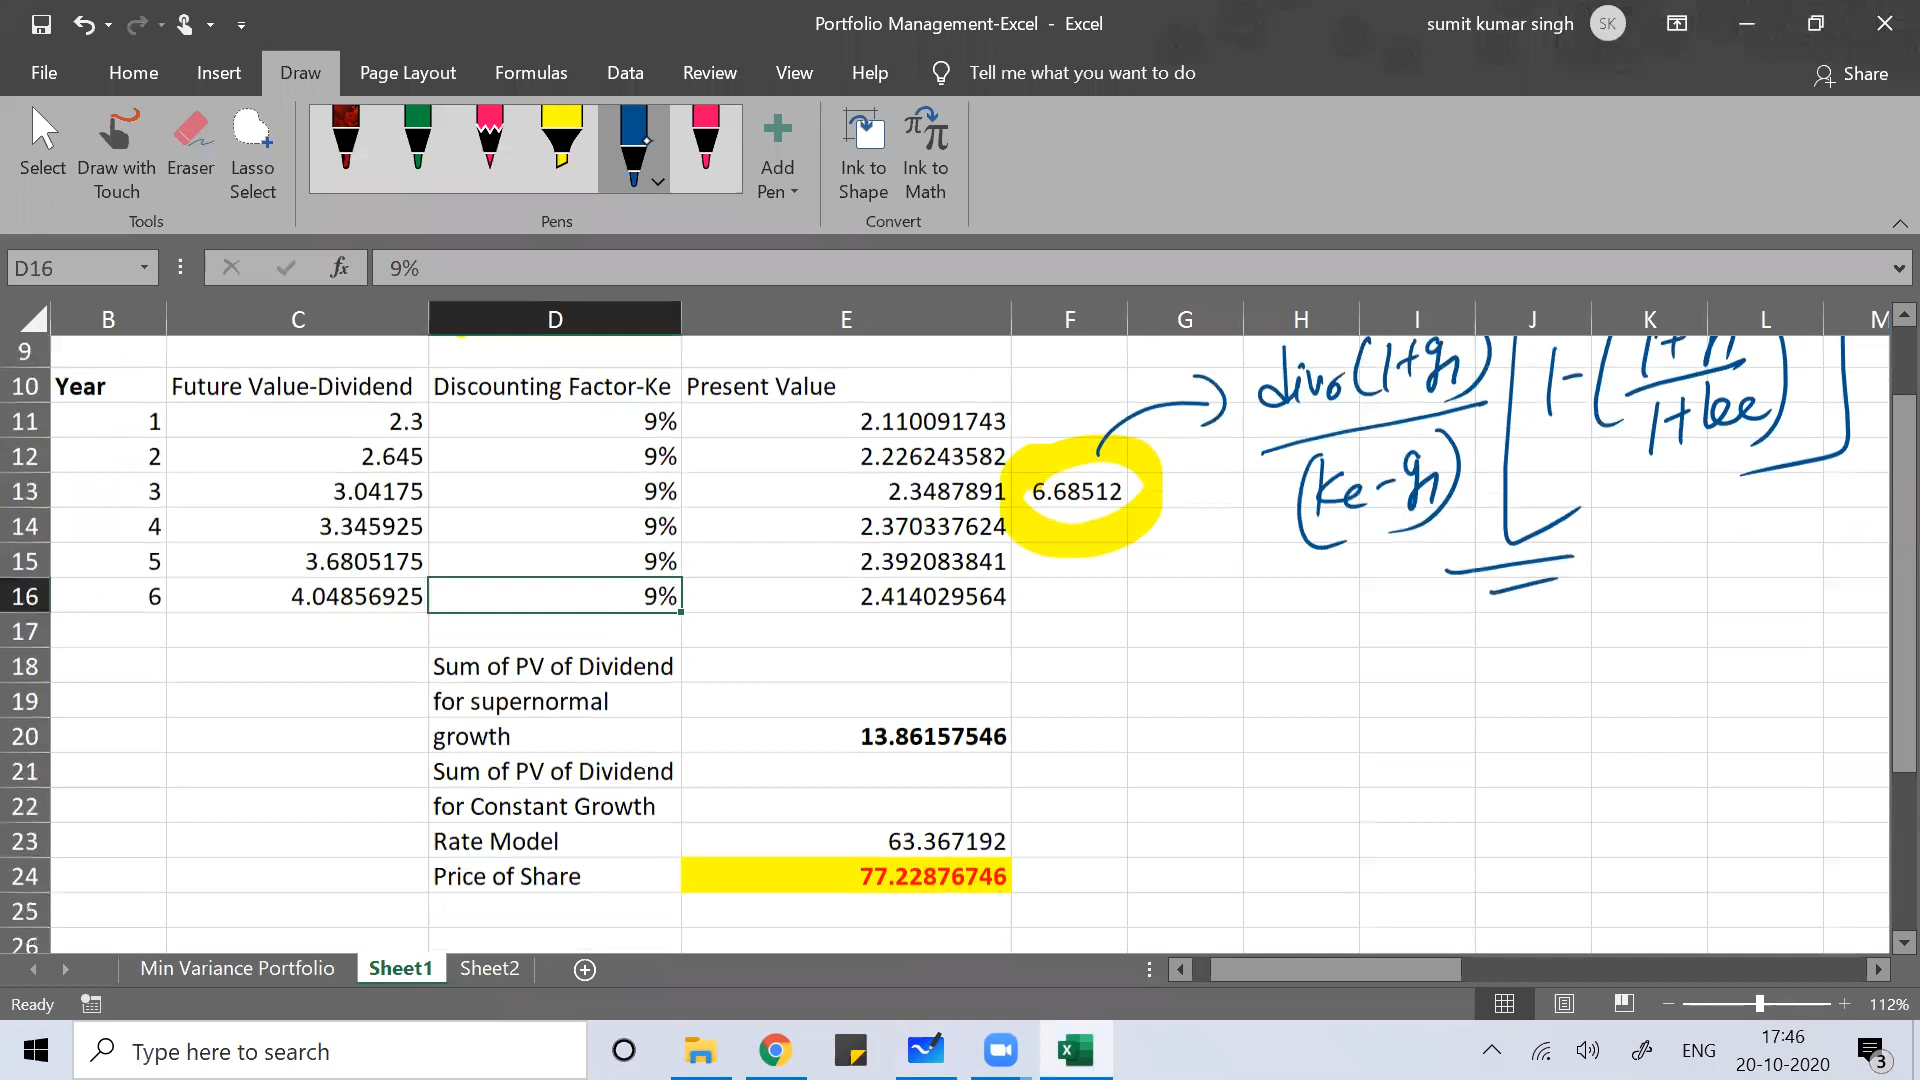 Portfolio Management-Excel - Excel
sumit kumar singh SK
File Home Insert Draw Page Layout Formulas Data Review View Help Tell me what you want to do Share
Select Draw with Touch Eraser Lasso Select Add Pen Ink to Shape Ink to Math
Tools Pens Convert
D16 fx 9%
B C D E F G H I J K L M
9
10 Year Future Value-Dividend Discounting Factor-Ke Present Value
11 1 2.3 9% 2.110091743
12 2 2.645 9% 2.226243582
13 3 3.04175 9% 2.3487891 6.68512
14 4 3.345925 9% 2.370337624
15 5 3.6805175 9% 2.392083841
16 6 4.04856925 9% 2.414029564
17
18 Sum of PV of Dividend
19 for supernormal
20 growth 13.86157546
21 Sum of PV of Dividend
22 for Constant Growth
23 Rate Model 63.367192
24 Price of Share 77.22876746
25
26
div0 (1+g1)
(ke-g1)
1-
1+ke
Min Variance Portfolio Sheet1 Sheet2
Ready 112%
Type here to search ENG 17:46
20-10-2020 3